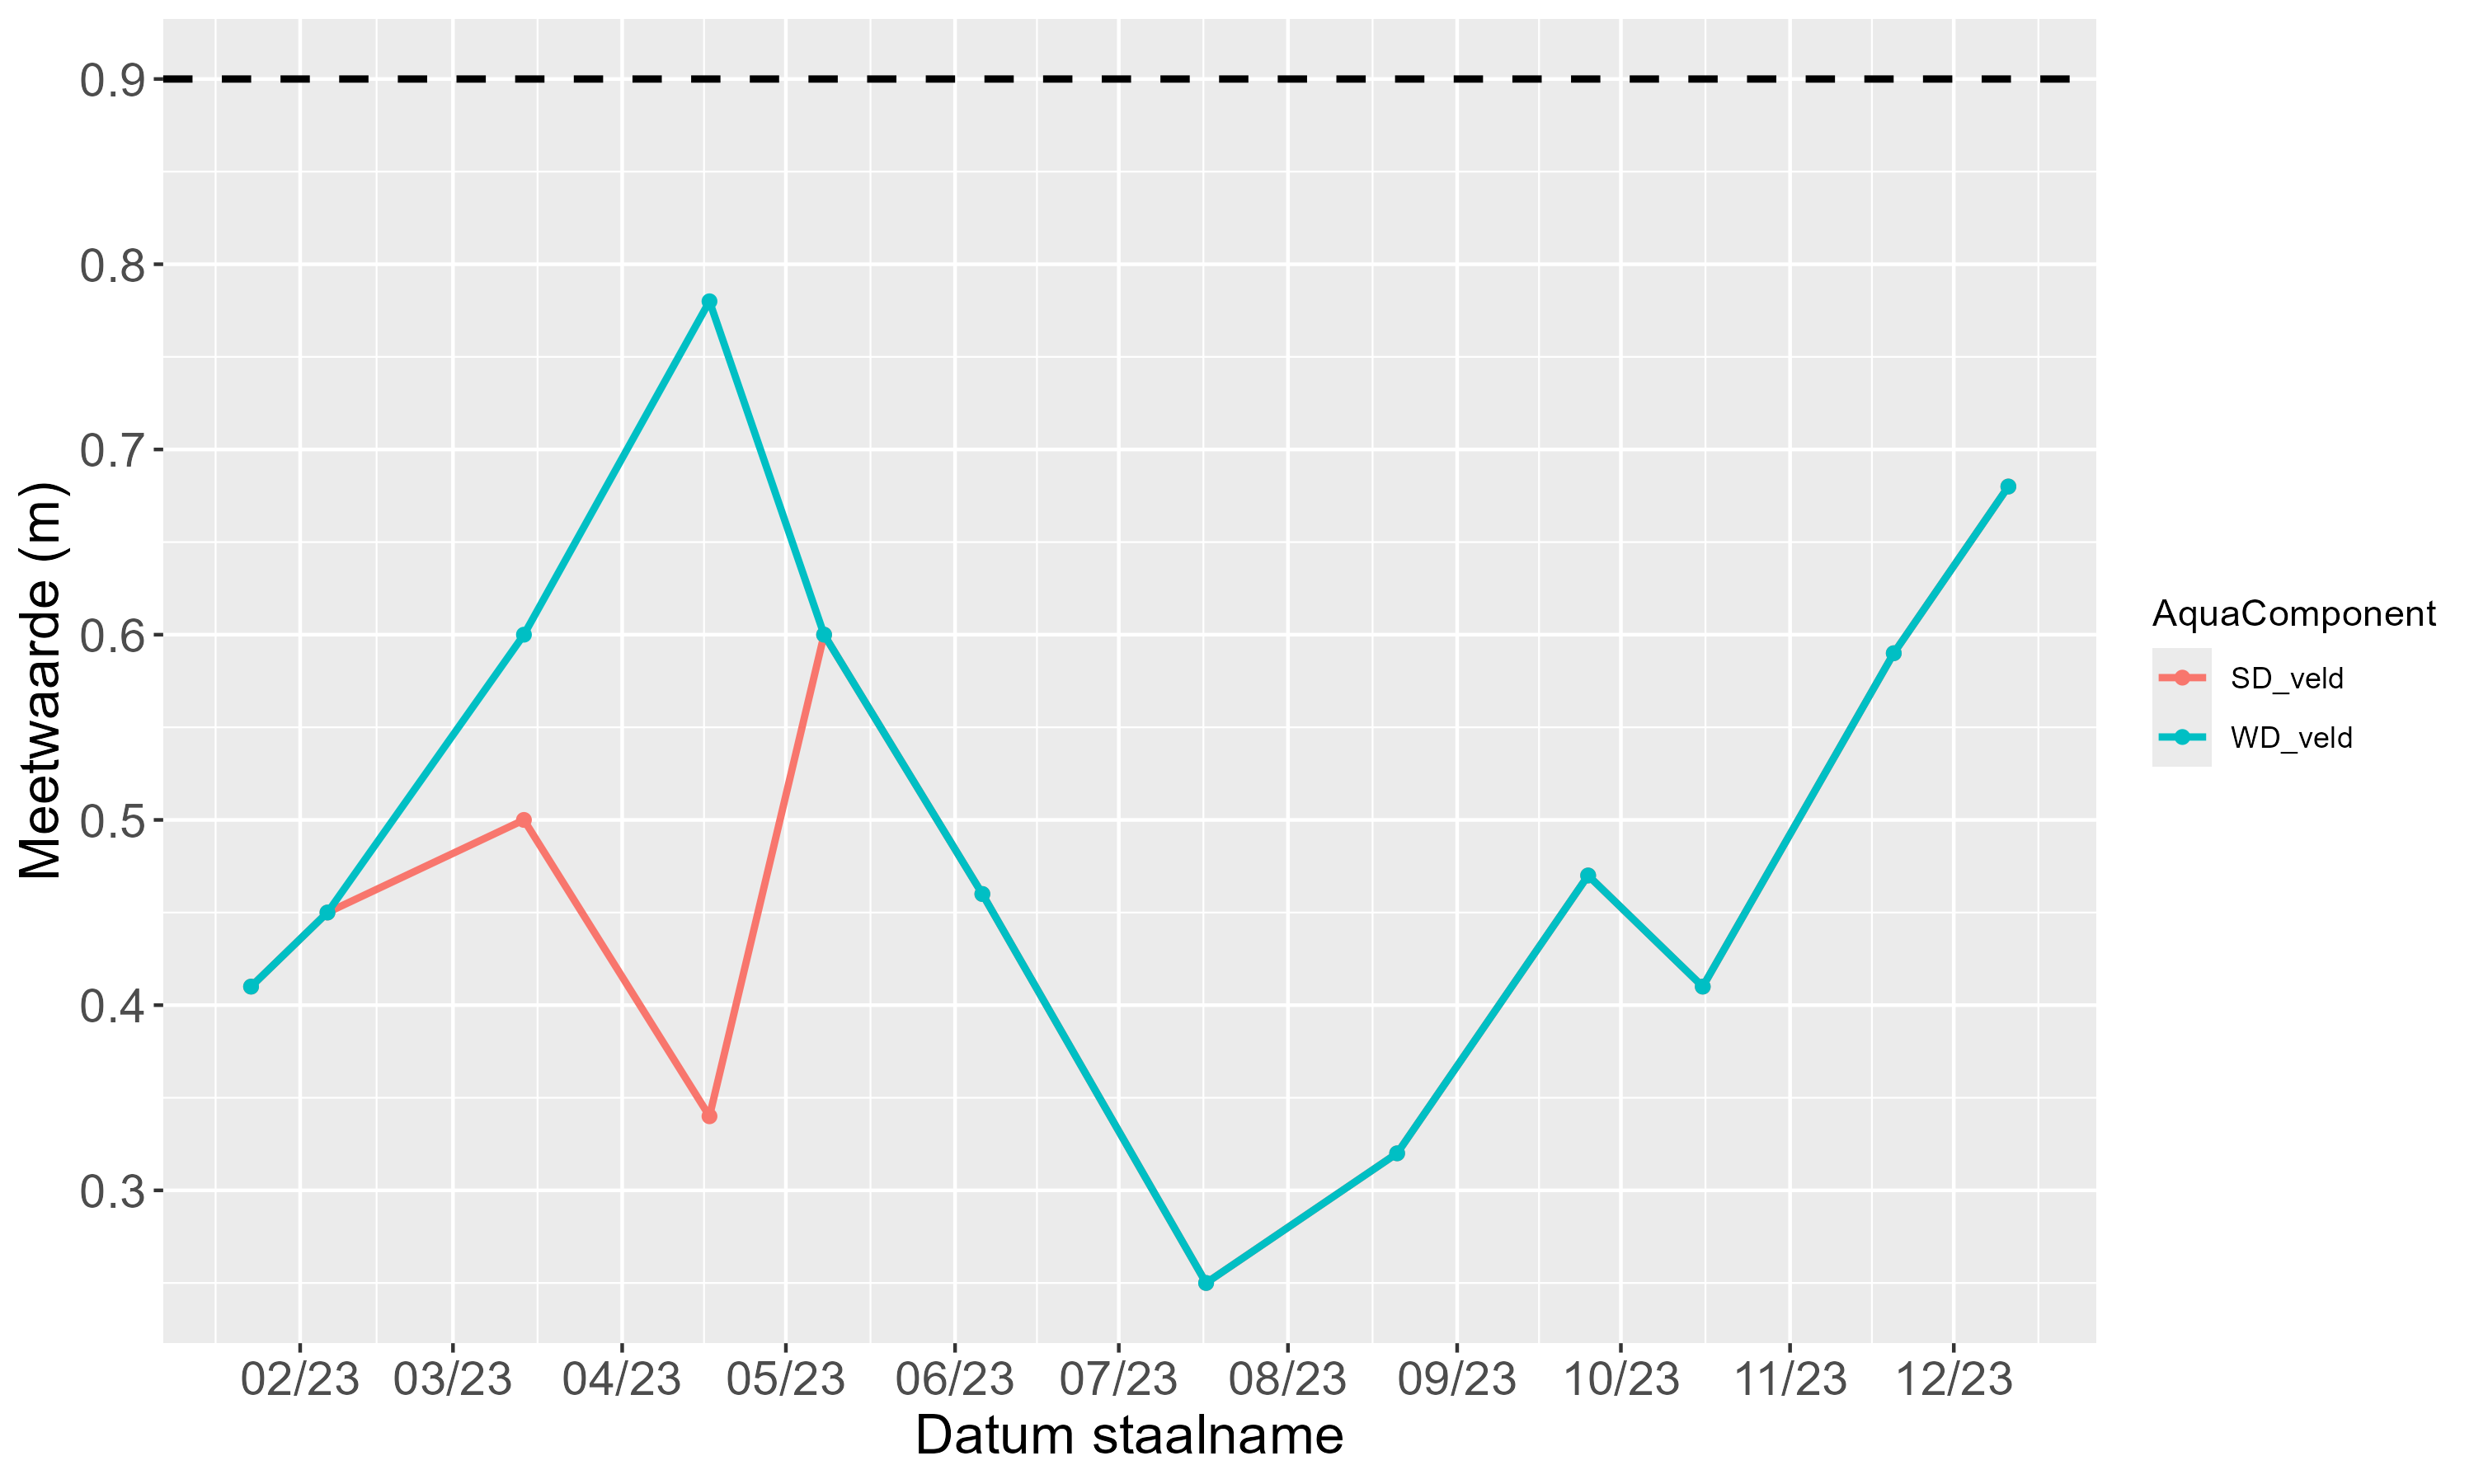 0.9
0.8
0.7
0.6
0.5
0.4
0.3
Meetwaarde (m)
02/23 03/23 04/23 05/23 06/23 07/23 08/23 09/23 10/23 11/23 12/23
Datum staalname
AquaComponent
SD_veld
WD_veld